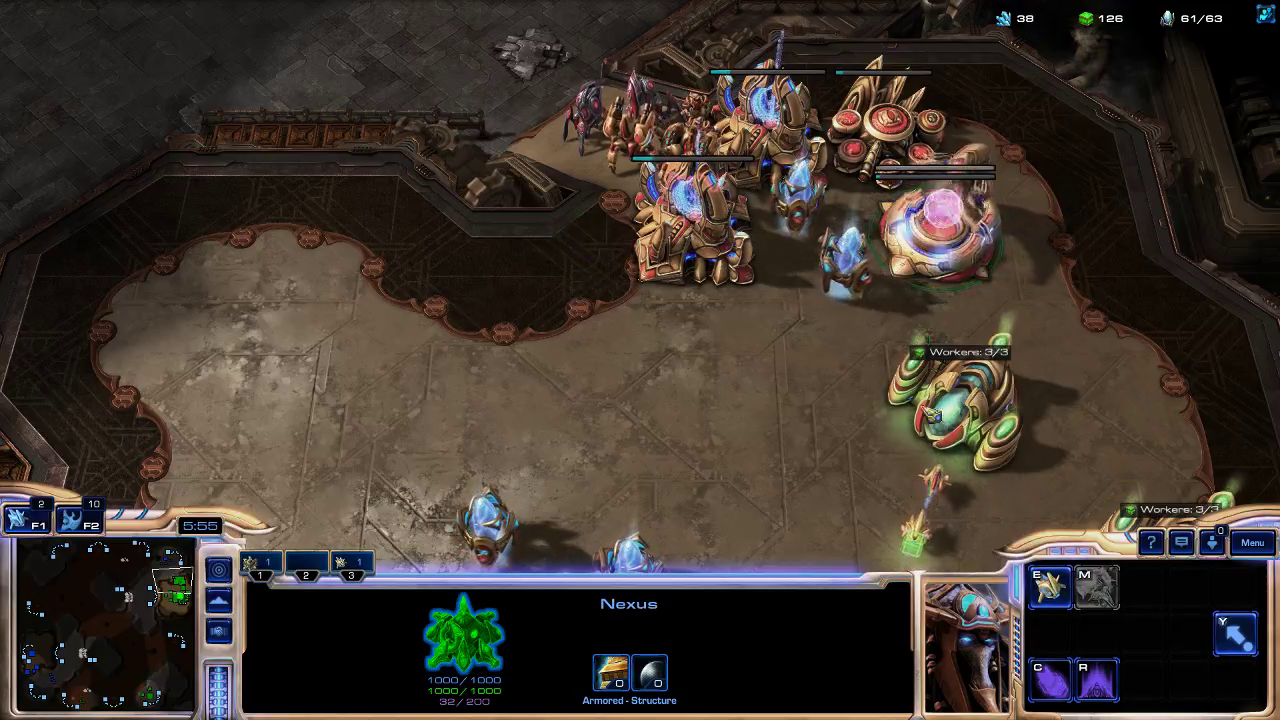 38 126 61/63
Workers: 3/3
2 10
F1 F2
5:55
Workers: 3/3
0
? Menu
1 1
1 2 3
Nexus
E M
Y
1000/1000
1000/1000
32/200
0 0
Armored - Structure
C R